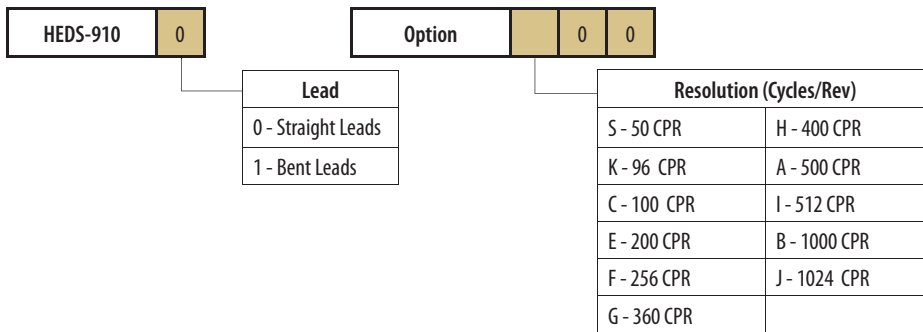 HEDS-910 0 Option 0 0
Lead
0 - Straight Leads
1 - Bent Leads
Resolution (Cycles/Rev)
S - 50 CPR H - 400 CPR
K - 96 CPR A - 500 CPR
C - 100 CPR I - 512 CPR
E - 200 CPR B - 1000 CPR
F - 256 CPR J - 1024 CPR
G - 360 CPR